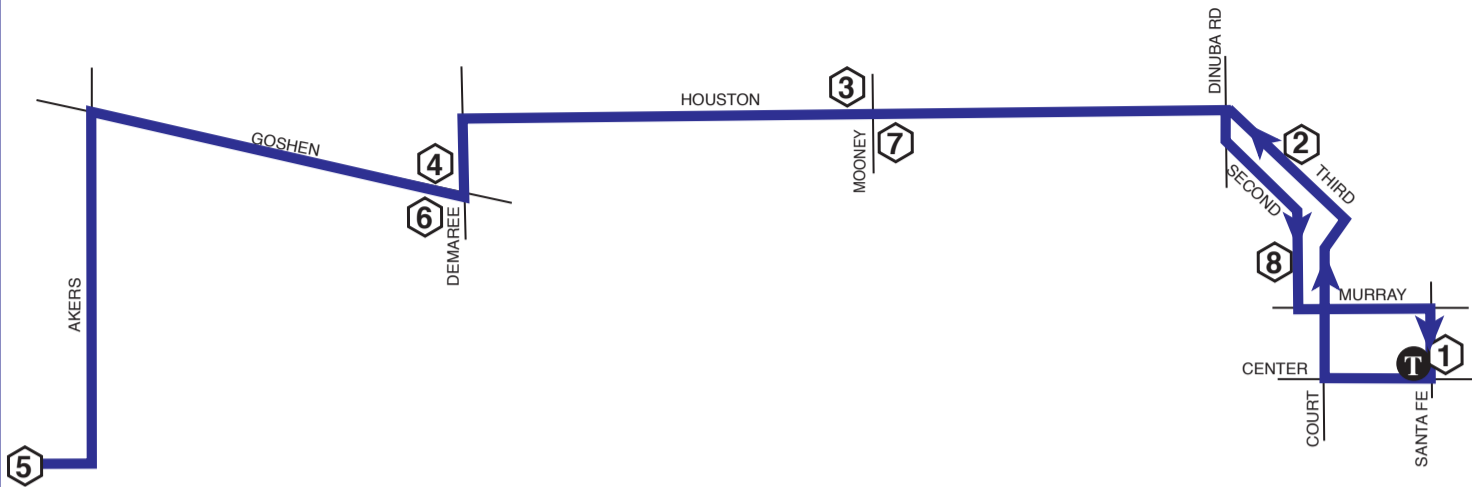 DINUBA RD
3
HOUSTON
2
GOSHEN
7
MOONEY
4
THIRD
SECOND
6
DEMAREE
8
AKERS
MURRAY
1
T
CENTER
COURT
SANTA FE
5